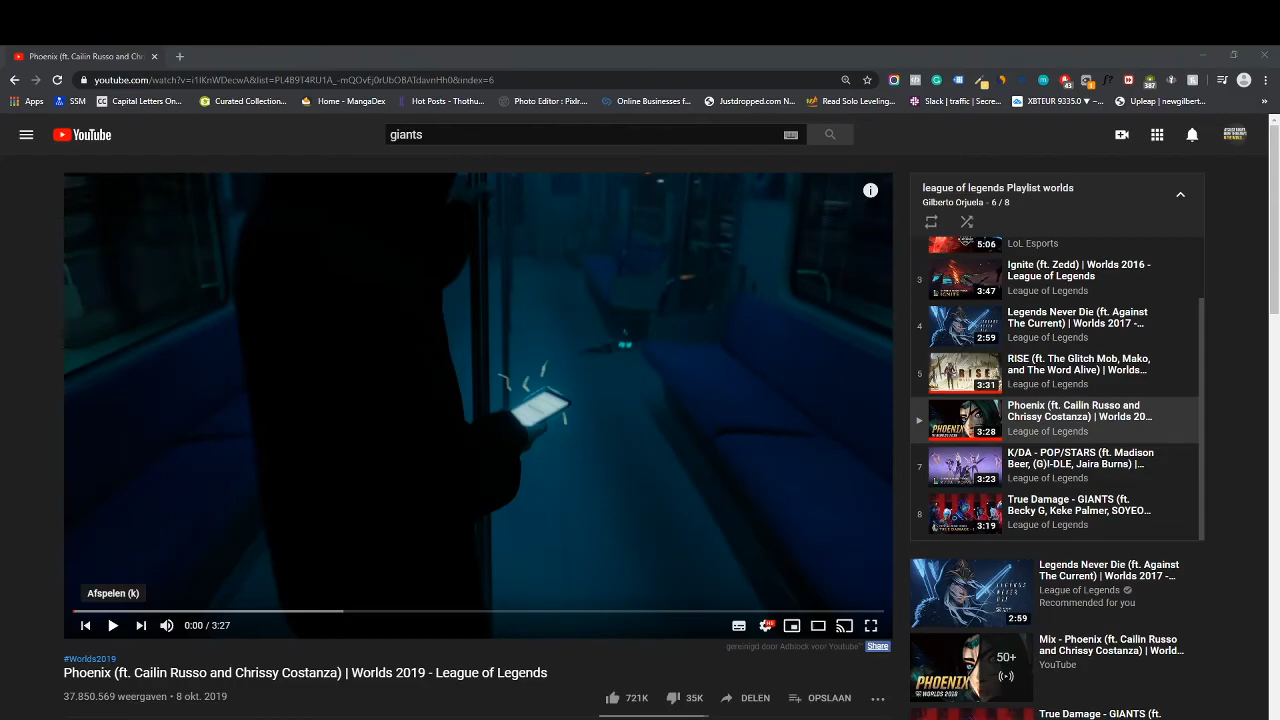 Phoenix (ft. Cailin Russo and Chr
youtube.com/watch?v=i1IKnWDecwA&list=PL489T4RU1A_-mQOvEj0rUbOBATdavnHh0&index=6
Apps
SSM
Capital Letters On...
Curated Collection...
Home - MangaDex
Hot Posts - Thothu...
Photo Editor : Pixlr...
Online Businesses f...
Justdropped.com N...
Read Solo Leveling...
Slack | traffic | Secre...
XBTEUR 9335.0 ▼ –...
Upleap | newgilbert...
»
YouTube
giants
league of legends Playlist worlds
Gilberto Orjuela - 6 / 8
5:06
LoL Esports
3
Ignite (ft. Zedd) | Worlds 2016 -
League of Legends
League of Legends
IGNITE
3:47
4
Legends Never Die (ft. Against
The Current) | Worlds 2017 -...
League of Legends
2:59
5
RISE (ft. The Glitch Mob, Mako,
and The Word Alive) | Worlds...
League of Legends
RISE
3:31
Phoenix (ft. Cailin Russo and
Chrissy Costanza) | Worlds 20...
League of Legends
PHOENIX
3:28
7
K/DA - POP/STARS (ft. Madison
Beer, (G)I-DLE, Jaira Burns) |...
League of Legends
3:23
8
True Damage - GIANTS (ft.
Becky G, Keke Palmer, SOYEO...
League of Legends
3:19
Afspelen (k)
0:00 / 3:27
HD
gereinigd door Adblock voor Youtube™
Share
#Worlds2019
Phoenix (ft. Cailin Russo and Chrissy Costanza) | Worlds 2019 - League of Legends
37.850.569 weergaven • 8 okt. 2019
721K
35K
DELEN
OPSLAAN
Legends Never Die (ft. Against
The Current) | Worlds 2017 -...
League of Legends
Recommended for you
LEGENDS
NEVER
DIE
2:59
Mix - Phoenix (ft. Cailin Russo
and Chrissy Costanza) | World...
YouTube
50+
PHOENIX
True Damage - GIANTS (ft.